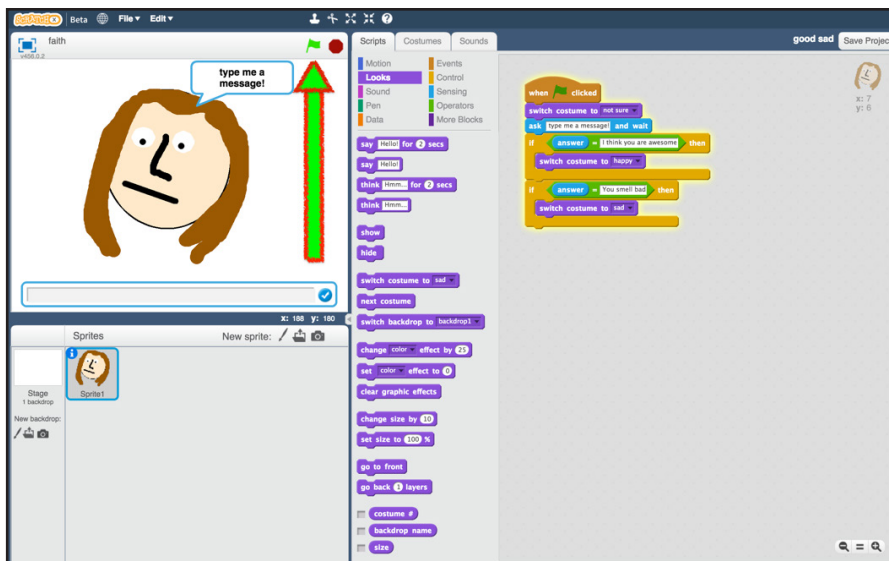 SCRATCHX Beta File▾ Edit▾
faith
v458.0.2
type me a
message!
x: 188 y: 180
Sprites New sprite:
Stage
1 backdrop
New backdrop:
Sprite1
Scripts Costumes Sounds
Motion Events
Looks Control
Sound Sensing
Pen Operators
Data More Blocks
say Hello! for 2 secs
say Hello!
think Hmm... for 2 secs
think Hmm...
show
hide
switch costume to sad
next costume
switch backdrop to backdrop1
change color effect by 25
set color effect to 0
clear graphic effects
change size by 10
set size to 100 %
go to front
go back 1 layers
costume #
backdrop name
size
good sad Save Projec
x: 7
y: 6
when clicked
switch costume to not sure
ask type me a message! and wait
if answer = I think you are awesome then
switch costume to happy
if answer = You smell bad then
switch costume to sad